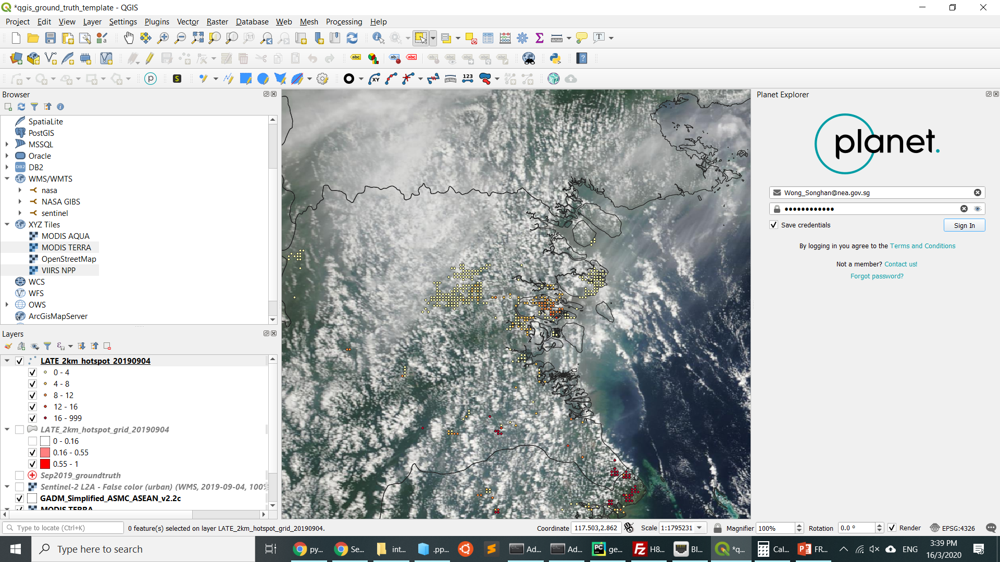 *qgis_ground_truth_template - QGIS
Project Edit View Layer Settings Plugins Vector Raster Database Web Mesh Processing Help
Browser
SpatiaLite
PostGIS
MSSQL
Oracle
DB2
WMS/WMTS
nasa
NASA GIBS
sentinel
XYZ Tiles
MODIS AQUA
MODIS TERRA
OpenStreetMap
VIIRS NPP
WCS
WFS
OWS
ArcGisMapServer
Layers
LATE_2km_hotspot_20190904
0 - 4
4 - 8
8 - 12
12 - 16
16 - 999
LATE_2km_hotspot_grid_20190904
0 - 0.16
0.16 - 0.55
0.55 - 1
Sep2019_groundtruth
Sentinel-2 L2A - False color (urban) (WMS, 2019-09-04, 100%
GADM_Simplified_ASMC_ASEAN_v2.2c
MODIS TERRA
Planet Explorer
planet.
Wong_Songhan@nea.gov.sg
●●●●●●●●●●●●
Save credentials
Sign In
By logging in you agree to the Terms and Conditions
Not a member? Contact us!
Forgot password?
Type to locate (Ctrl+K)
0 feature(s) selected on layer LATE_2km_hotspot_grid_20190904.
Coordinate 117.503,2.862
Scale 1:1795231
Magnifier 100%
Rotation 0.0 °
Render
EPSG:4326
Type here to search
py...
Se...
int...
.pp...
Ad...
Ad...
ge...
H8...
Bl...
*q...
Cal...
FR...
ENG
3:39 PM
16/3/2020